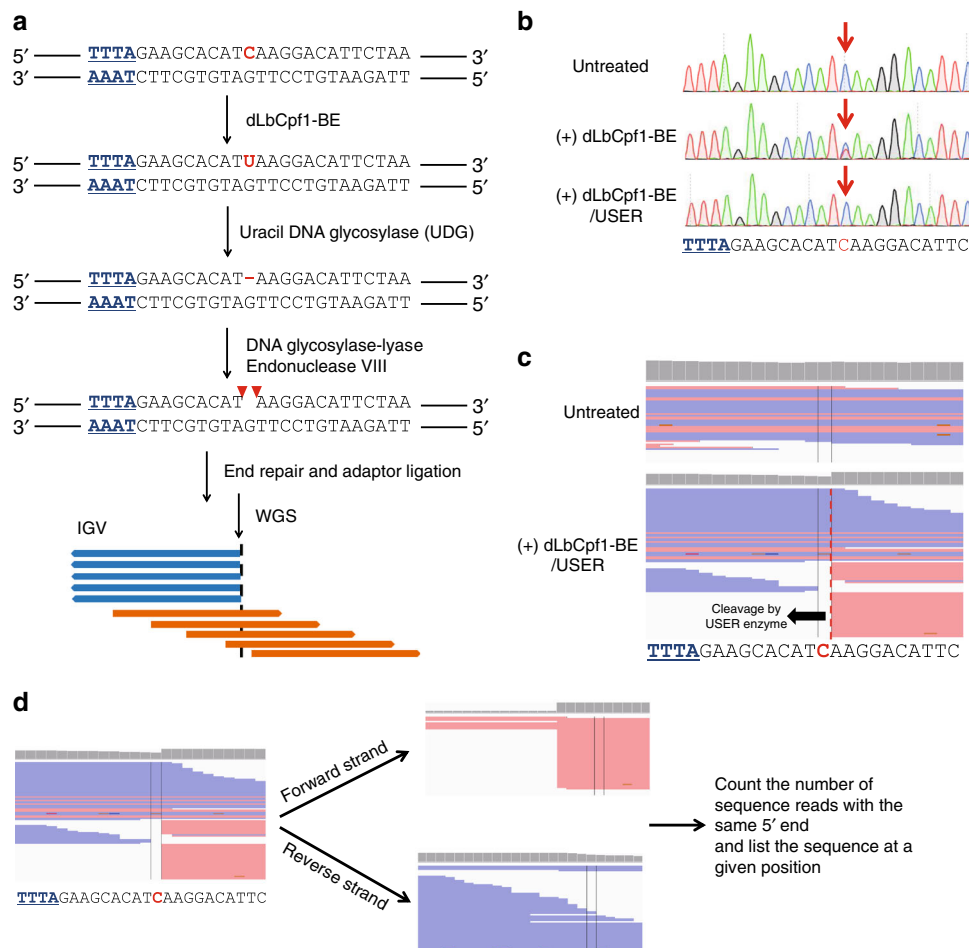 a
5′ TTTAGAAGCACATCAAGGACATTCTAA 3′
3′ AAATCTTCGTGTAGTTCCTGTAAGATT 5′
dLbCpf1-BE
5′ TTTAGAAGCACATUAAGGACATTCTAA 3′
3′ AAATCTTCGTGTAGTTCCTGTAAGATT 5′
Uracil DNA glycosylase (UDG)
5′ TTTAGAAGCACAT–AAGGACATTCTAA 3′
3′ AAATCTTCGTGTAGTTCCTGTAAGATT 5′
DNA glycosylase-lyase
Endonuclease VIII
5′ TTTAGAAGCACAT AAGGACATTCTAA 3′
3′ AAATCTTCGTGTAGTTCCTGTAAGATT 5′
End repair and adaptor ligation
WGS
IGV
b
Untreated
(+) dLbCpf1-BE
(+) dLbCpf1-BE
/USER
TTTAGAAGCACATCAAGGACATTC
c
Untreated
(+) dLbCpf1-BE
/USER
Cleavage by
USER enzyme
TTTAGAAGCACATCAAGGACATTC
d
TTTAGAAGCACATCAAGGACATTC
Forward strand
Reverse strand
Count the number of
sequence reads with the
same 5′ end
and list the sequence at a
given position